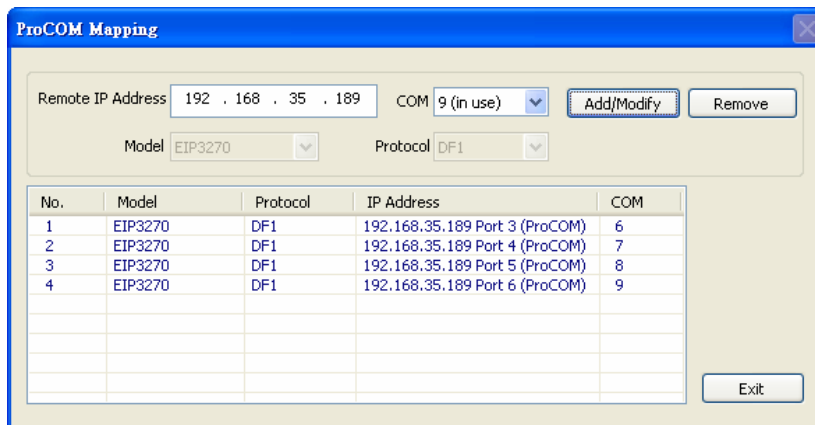 ProCOM Mapping
Remote IP Address 192 . 168 . 35 . 189 COM 9 (in use) Add/Modify Remove
Model EIP3270 Protocol DF1
No. Model Protocol IP Address COM
1 EIP3270 DF1 192.168.35.189 Port 3 (ProCOM) 6
2 EIP3270 DF1 192.168.35.189 Port 4 (ProCOM) 7
3 EIP3270 DF1 192.168.35.189 Port 5 (ProCOM) 8
4 EIP3270 DF1 192.168.35.189 Port 6 (ProCOM) 9
Exit